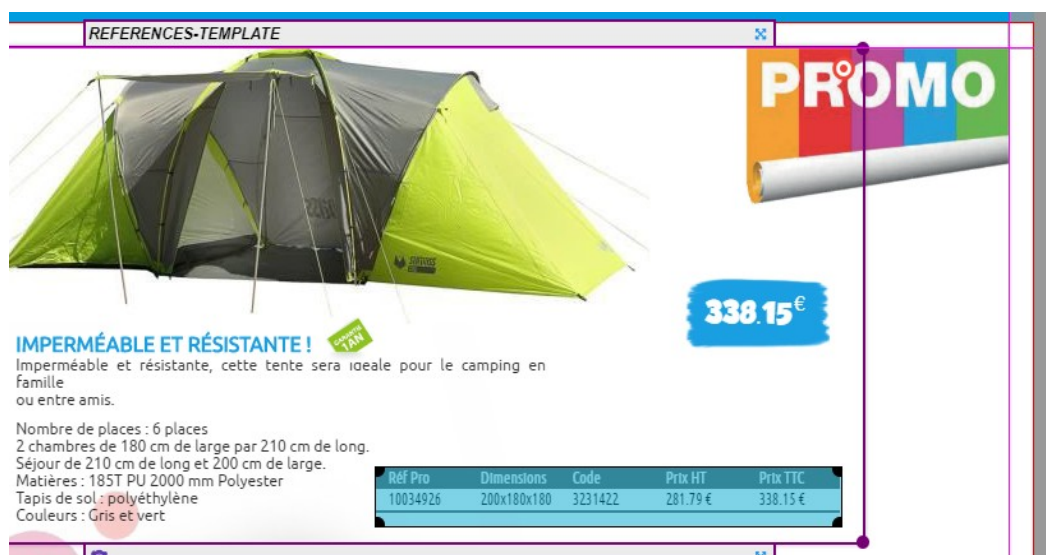 REFERENCES-TEMPLATE
PROMO
338.15€
IMPERMÉABLE ET RÉSISTANTE !
GARANTIE
1 AN
Imperméable et résistante, cette tente sera idéale pour le camping en
famille
ou entre amis.
Nombre de places : 6 places
2 chambres de 180 cm de large par 210 cm de long.
Séjour de 210 cm de long et 200 cm de large.
Matières : 185T PU 2000 mm Polyester
Tapis de sol : polyéthylène
Couleurs : Gris et vert
Réf Pro Dimensions Code Prix HT Prix TTC
10034926 200x180x180 3231422 281.79 € 338.15 €